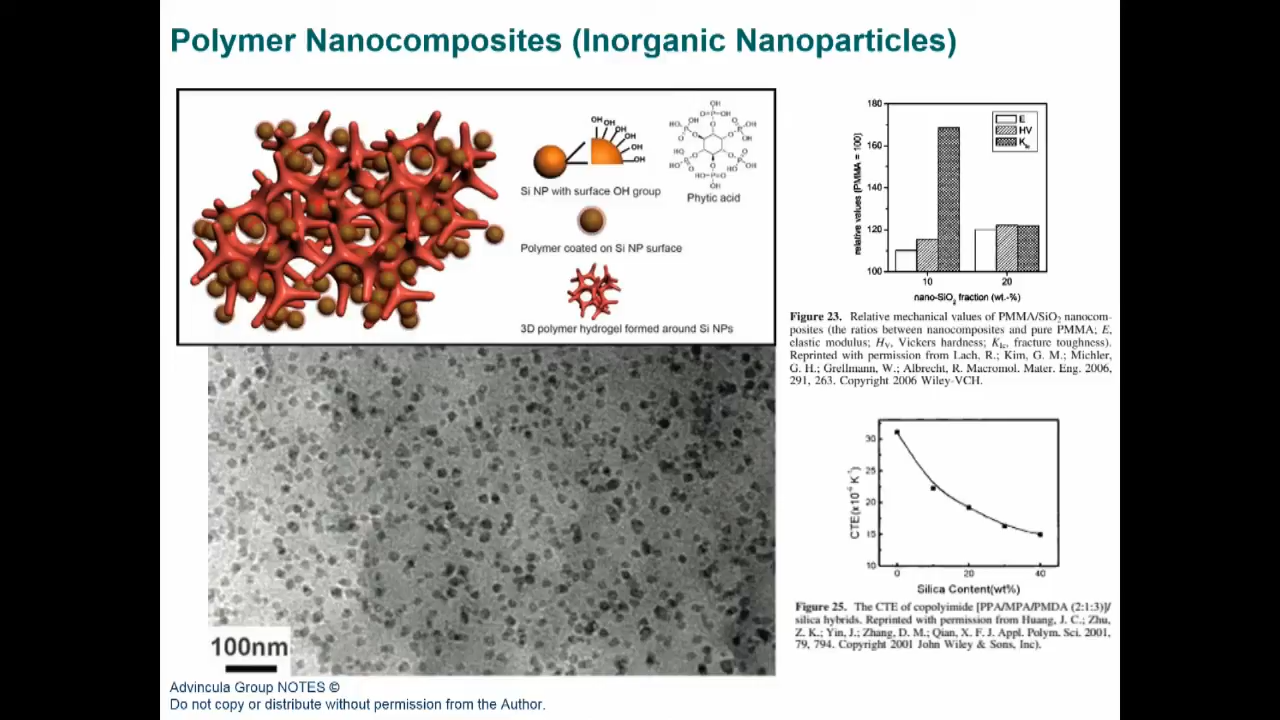 Polymer Nanocomposites (Inorganic Nanoparticles)
OH
OH
OH
OH
OH
OH
Si NP with surface OH group
Phytic acid
Polymer coated on Si NP surface
3D polymer hydrogel formed around Si NPs
100nm
180
160
140
120
100
relative values (PMMA = 100)
E
HV
K_Ic
10
20
nano-SiO2 fraction (wt.-%)
Figure 23. Relative mechanical values of PMMA/SiO2 nanocom-
posites (the ratios between nanocomposites and pure PMMA; E,
elastic modulus; HV, Vickers hardness; KIc, fracture toughness).
Reprinted with permission from Lach, R.; Kim, G. M.; Michler,
G. H.; Grellmann, W.; Albrecht, R. Macromol. Mater. Eng. 2006,
291, 263. Copyright 2006 Wiley-VCH.
30
25
20
15
10
CTE(x10⁻⁶ K⁻¹)
0
20
40
Silica Content(wt%)
Figure 25. The CTE of copolyimide [PPA/MPA/PMDA (2:1:3)]/
silica hybrids. Reprinted with permission from Huang, J. C.; Zhu,
Z. K.; Yin, J.; Zhang, D. M.; Qian, X. F. J. Appl. Polym. Sci. 2001,
79, 794. Copyright 2001 John Wiley & Sons, Inc).
Advincula Group NOTES ©
Do not copy or distribute without permission from the Author.